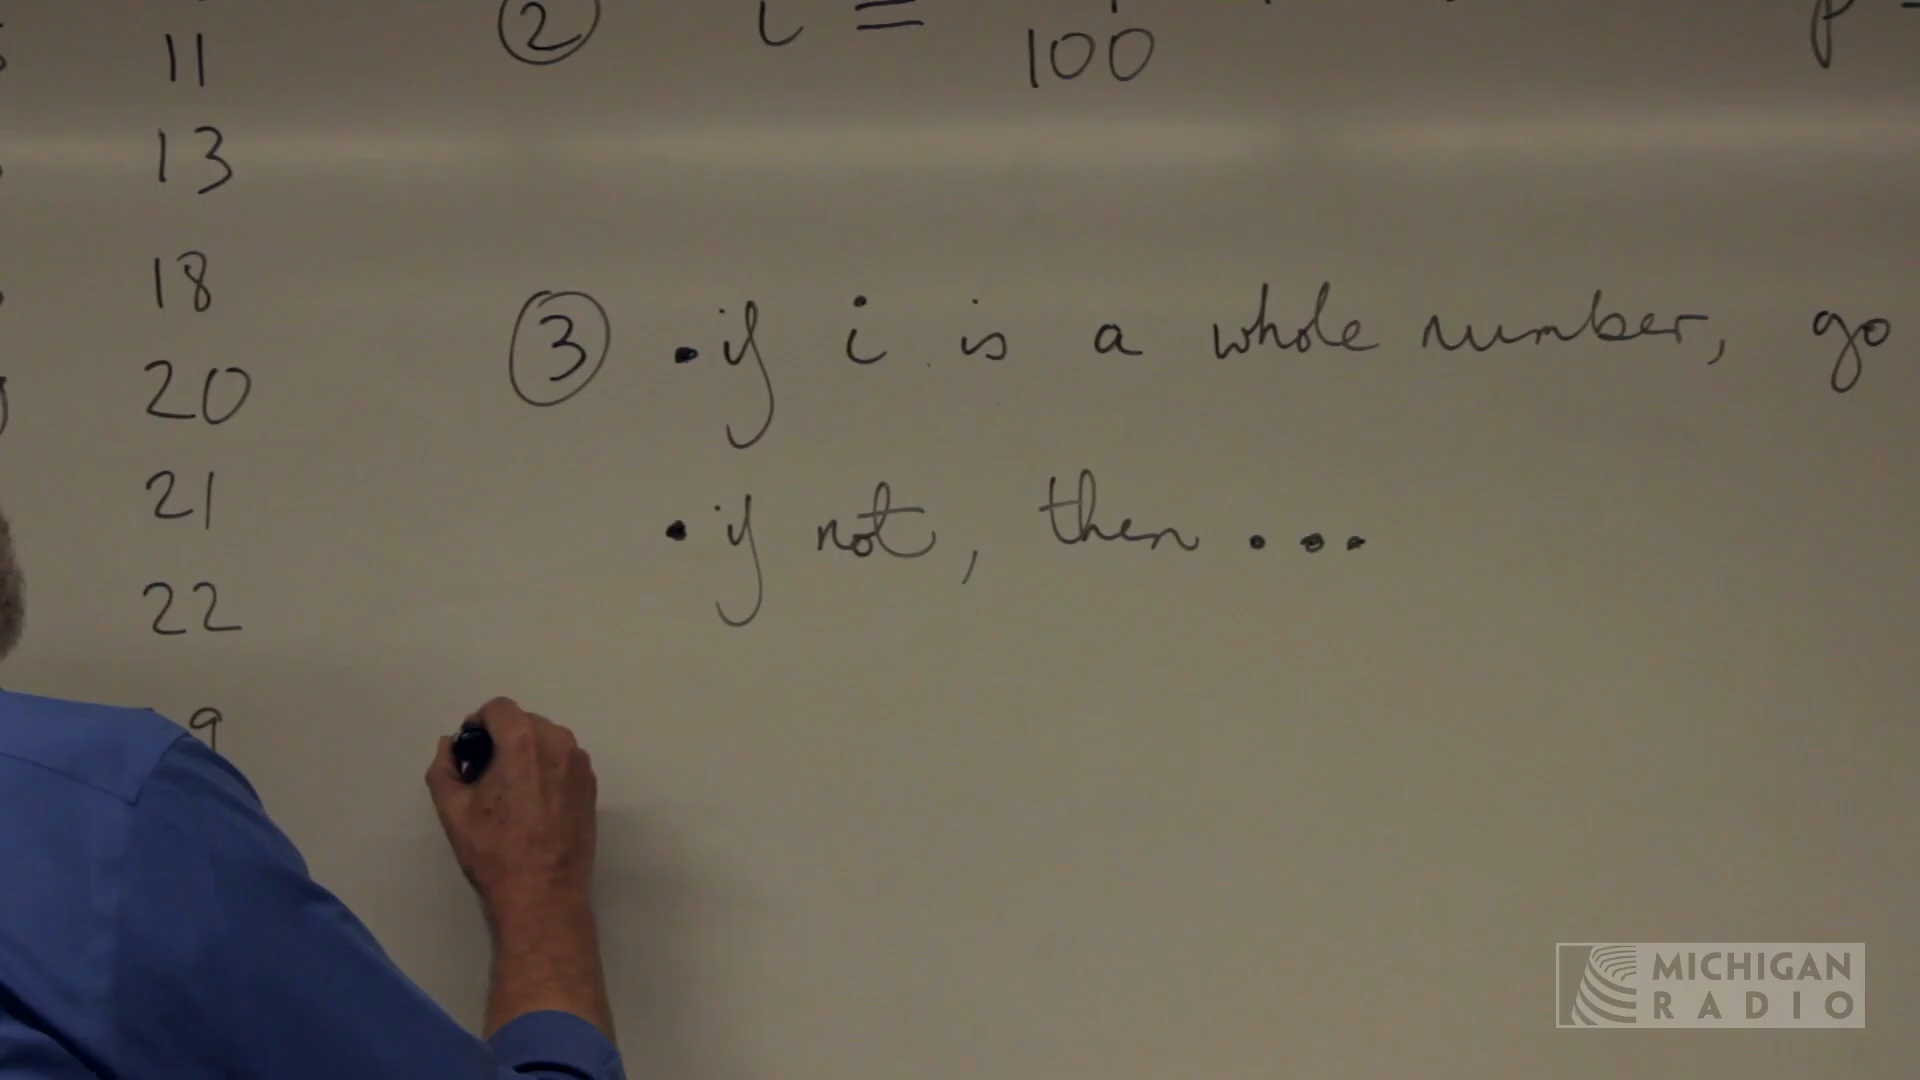 11
② i =
100
13
18
20
21
22
9
③ • if i is a whole number, go
• if not, then ...
MICHIGAN
RADIO